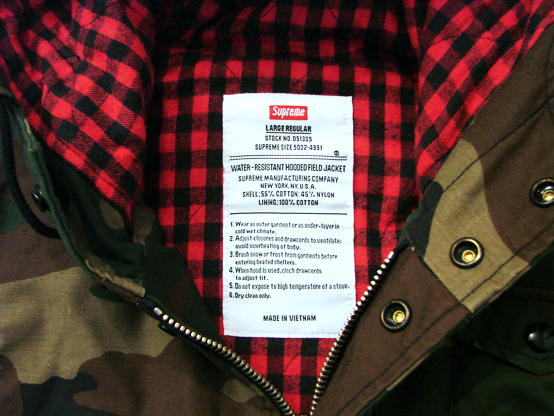 Supreme
LARGE REGULAR
STOCK NO. 051305
SUPREME SIZE 5002-4891
WATER-RESISTANT HOODED FIELD JACKET
SUPREME MANUFACTURING COMPANY
NEW YORK, N.Y. U.S.A.
SHELL; 55% COTTON 45% NYLON
LINING; 100% COTTON
1. Wear as outer garment or as under-layer in
cold wet climate.
2. Adjust closures and drawcords to ventilate;
avoid overheating of body.
3. Brush snow or frost from garments before
entering heated shelters.
4. When hood is used, cinch drawcords
to adjust fit.
5. Do not expose to high temperature of a stove.
6. Dry clean only.
MADE IN VIETNAM